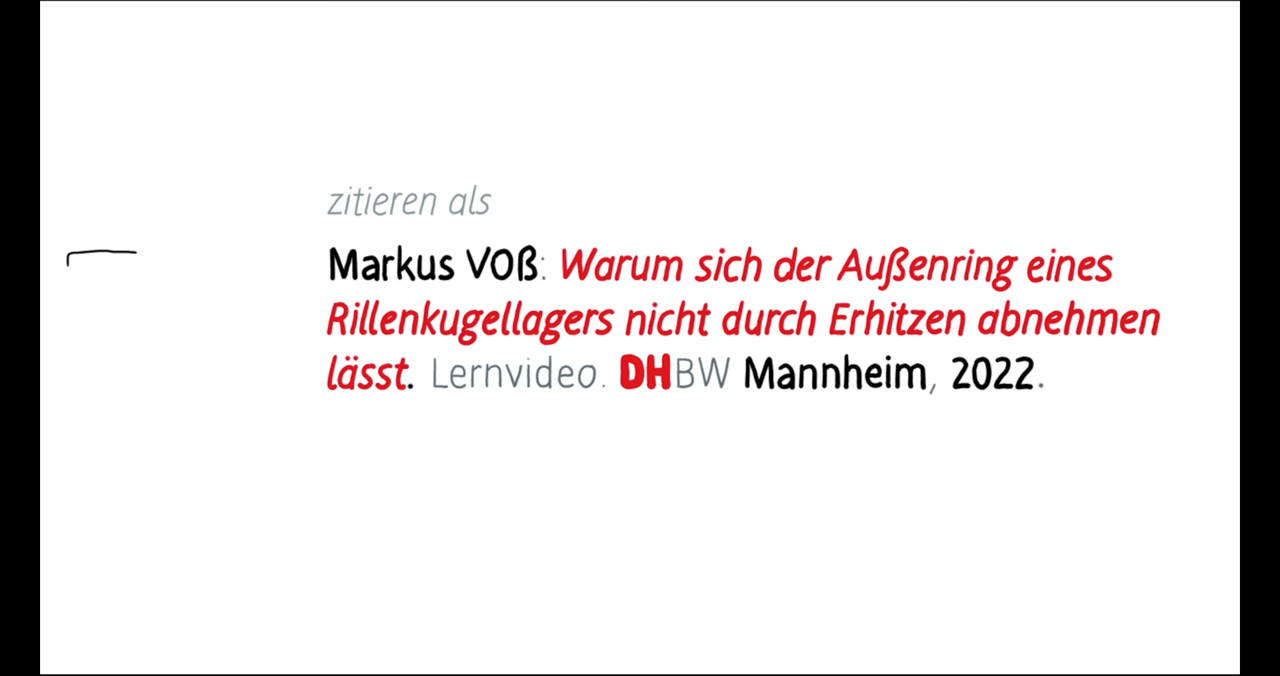 zitieren als
Markus Voß: Warum sich der Außenring eines
Rillenkugellagers nicht durch Erhitzen abnehmen
lässt. Lernvideo. DHBW Mannheim, 2022.